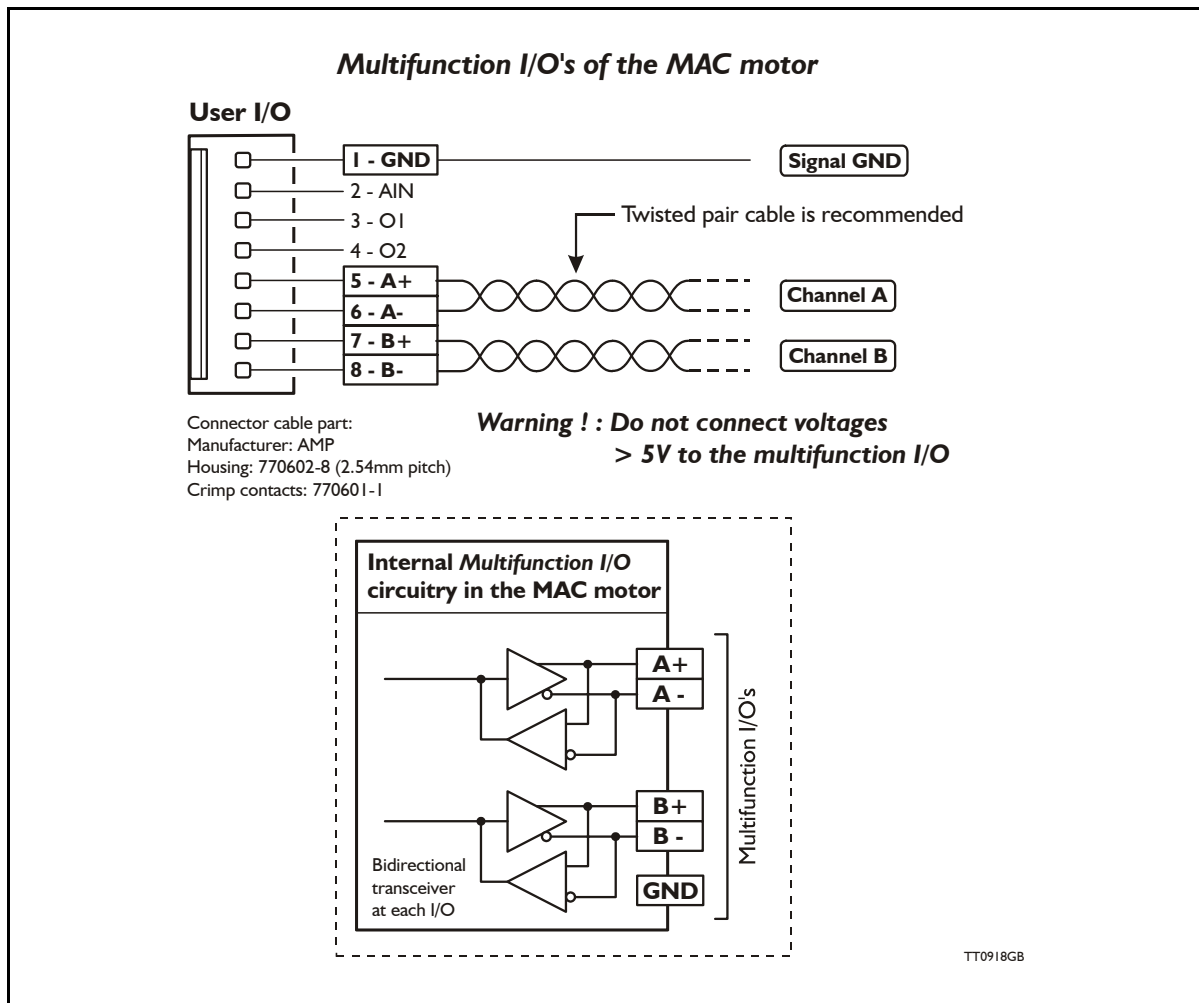 Multifunction I/O's of the MAC motor
User I/O
1 - GND
Signal GND
2 - AIN
3 - O1
Twisted pair cable is recommended
4 - O2
5 - A+
Channel A
6 - A-
7 - B+
Channel B
8 - B-
Connector cable part:
Manufacturer: AMP
Housing: 770602-8 (2.54mm pitch)
Crimp contacts: 770601-1
Warning ! : Do not connect voltages
> 5V to the multifunction I/O
Internal Multifunction I/O
circuitry in the MAC motor
A+
A -
B+
B -
GND
Multifunction I/O's
Bidirectional
transceiver
at each I/O
TT0918GB